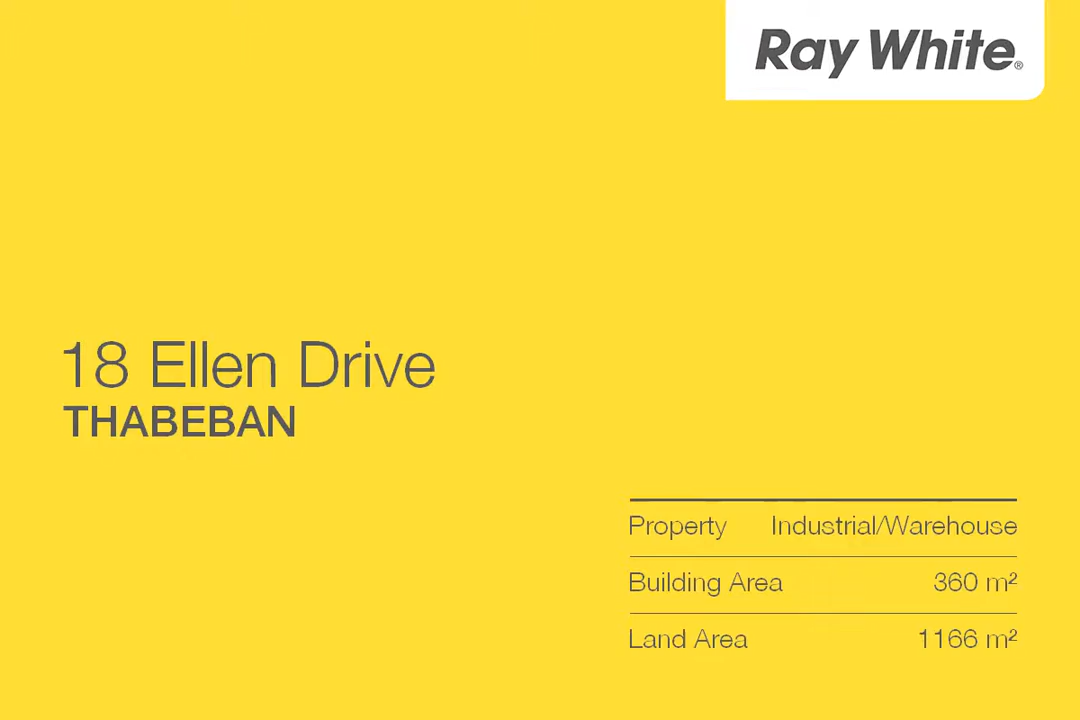 Ray White®
18 Ellen Drive
THABEBAN
Property Industrial/Warehouse
Building Area 360 m²
Land Area 1166 m²